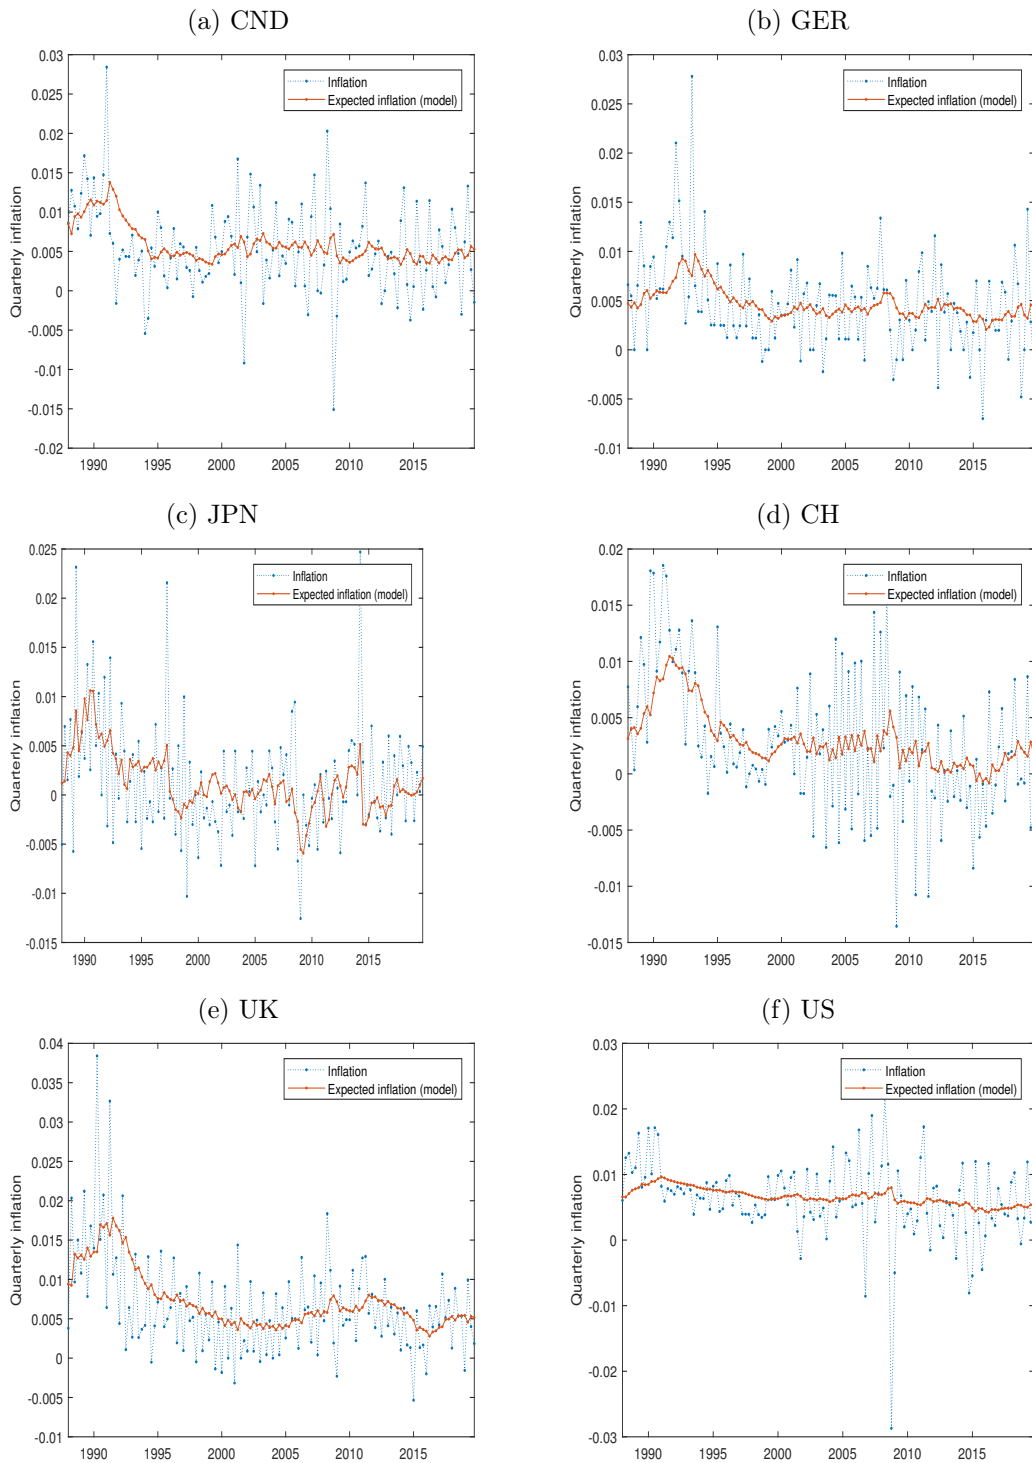 (a) CND
0.03
0.025
0.02
0.015
0.01
0.005
0
-0.005
-0.01
-0.015
-0.02
Quarterly inflation
Inflation
Expected inflation (model)
1990 1995 2000 2005 2010 2015
(b) GER
0.03
0.025
0.02
0.015
0.01
0.005
0
-0.005
-0.01
Quarterly inflation
Inflation
Expected inflation (model)
1990 1995 2000 2005 2010 2015
(c) JPN
0.025
0.02
0.015
0.01
0.005
0
-0.005
-0.01
-0.015
Quarterly inflation
Inflation
Expected inflation (model)
1990 1995 2000 2005 2010 2015
(d) CH
0.02
0.015
0.01
0.005
0
-0.005
-0.01
-0.015
Quarterly inflation
Inflation
Expected inflation (model)
1990 1995 2000 2005 2010 2015
(e) UK
0.04
0.035
0.03
0.025
0.02
0.015
0.01
0.005
0
-0.005
-0.01
Quarterly inflation
Inflation
Expected inflation (model)
1990 1995 2000 2005 2010 2015
(f) US
0.03
0.02
0.01
0
-0.01
-0.02
-0.03
Quarterly inflation
Inflation
Expected inflation (model)
1990 1995 2000 2005 2010 2015